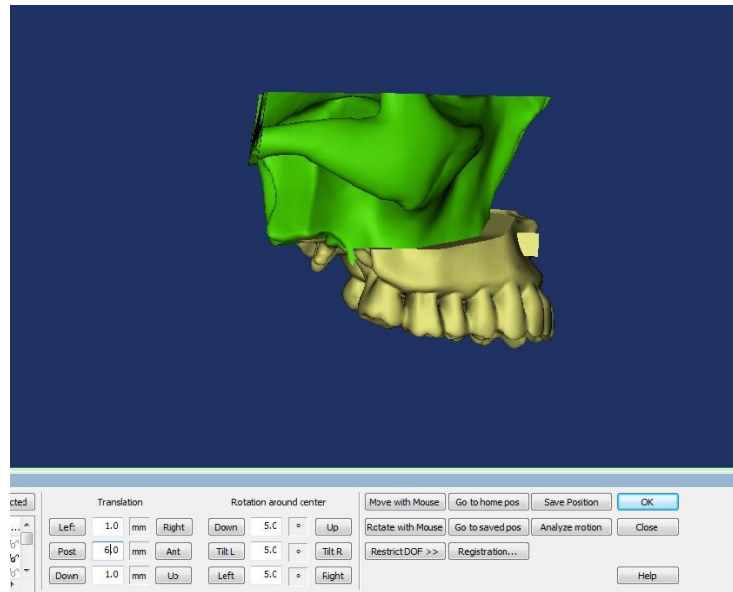 cted Translation Rotation around center Move with Mouse Go to home pos Save Position OK
... Left 1.0 mm Right Down 5.0 ° Up Rotate with Mouse Go to saved pos Analyze motion Close
Post 6.0 mm Ant Tilt L 5.0 ° Tilt R Restrict DOF >> Registration...
Down 1.0 mm Up Left 5.0 ° Right Help